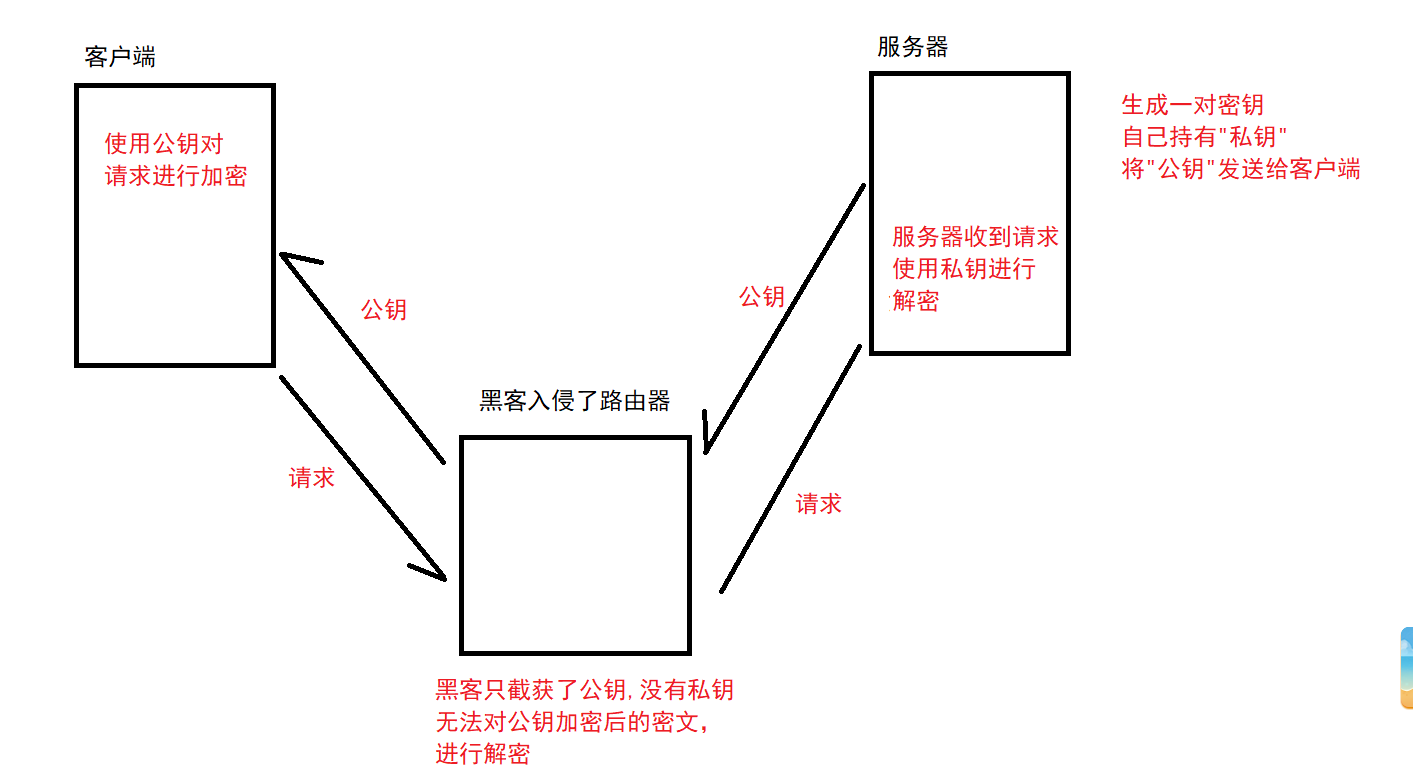 客户端
服务器
使用公钥对
请求进行加密
生成一对密钥
自己持有"私钥"
将"公钥"发送给客户端
服务器收到请求
使用私钥进行
解密
公钥
公钥
黑客入侵了路由器
请求
请求
黑客只截获了公钥,没有私钥
无法对公钥加密后的密文,
进行解密